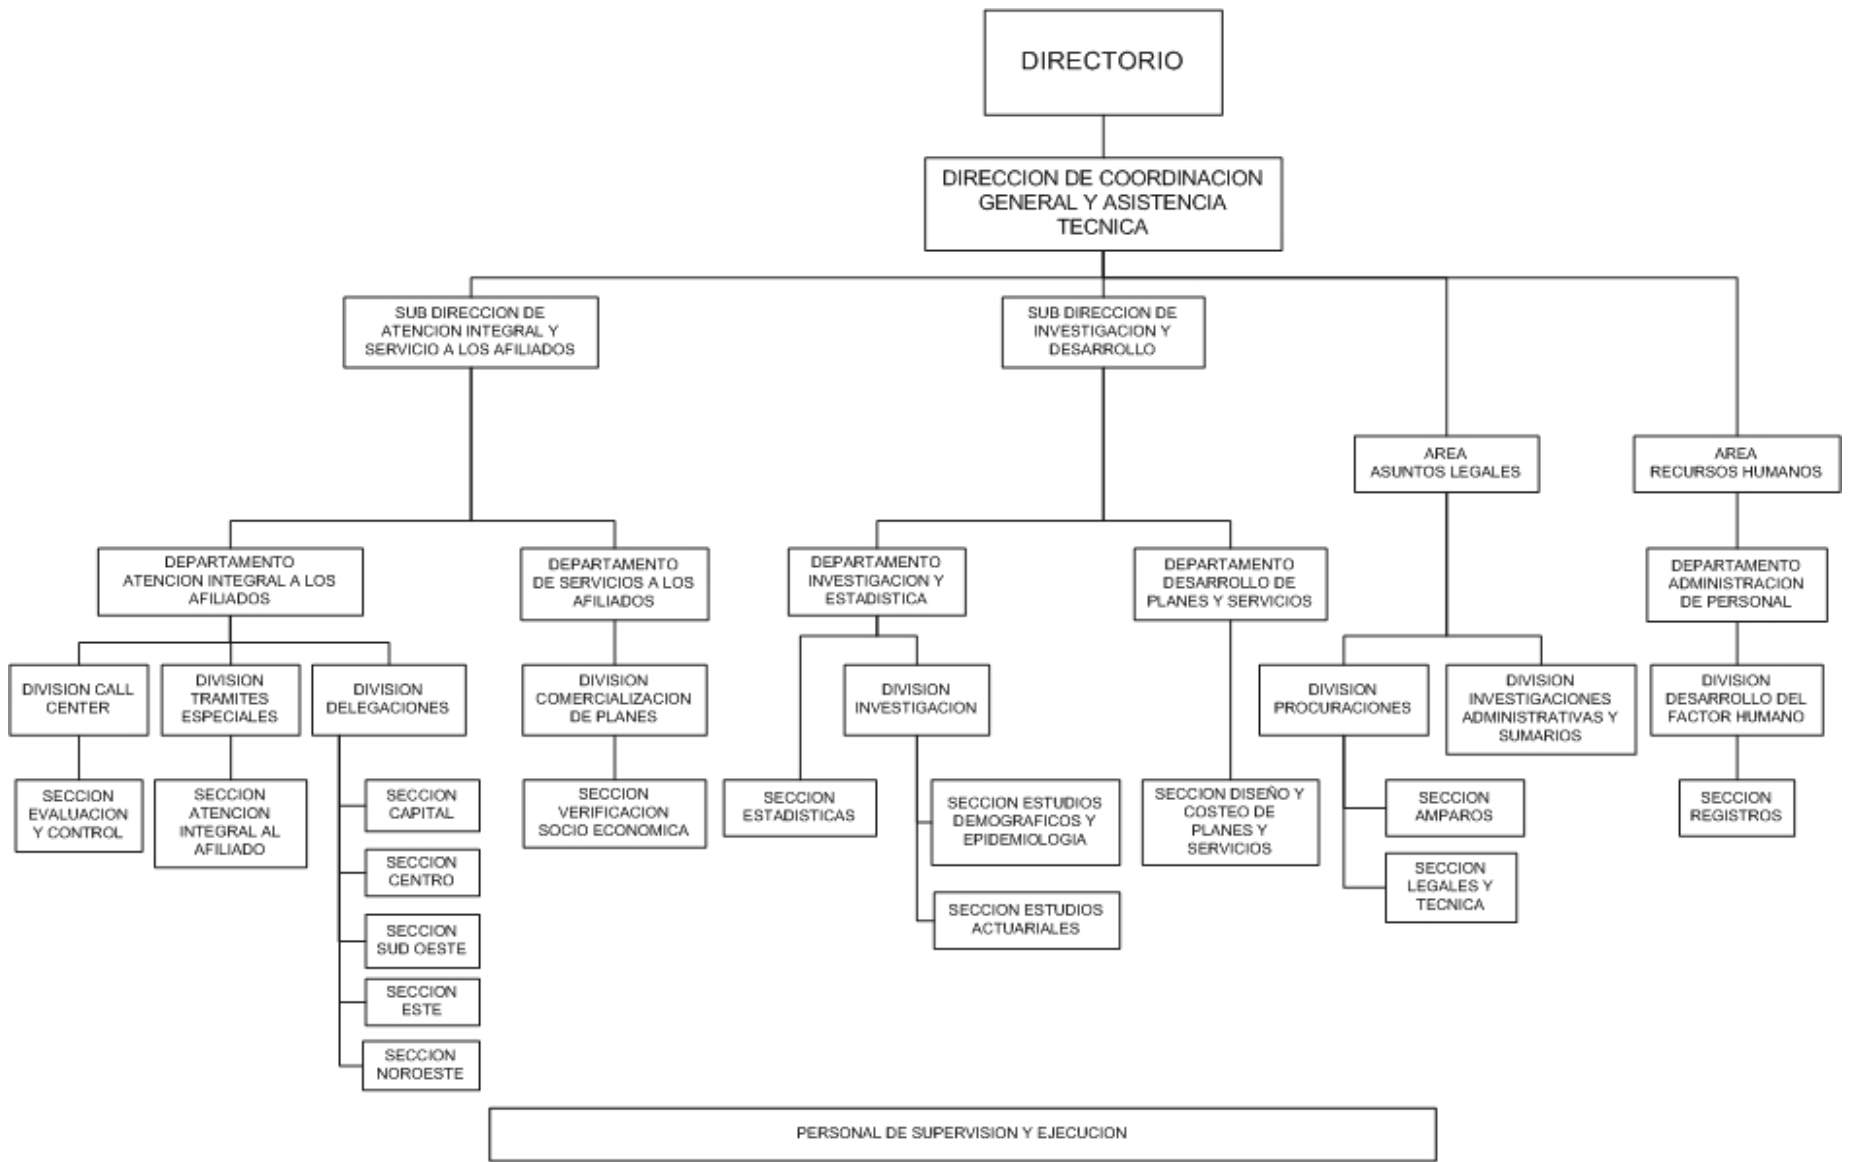 DIRECTORIO
DIRECCION DE COORDINACION
GENERAL Y ASISTENCIA
TECNICA
SUB DIRECCION DE
ATENCION INTEGRAL Y
SERVICIO A LOS AFILIADOS
SUB DIRECCION DE
INVESTIGACION Y
DESARROLLO
AREA
ASUNTOS LEGALES
AREA
RECURSOS HUMANOS
DEPARTAMENTO
ATENCION INTEGRAL A LOS
AFILIADOS
DEPARTAMENTO
DE SERVICIOS A LOS
AFILIADOS
DEPARTAMENTO
INVESTIGACION Y
ESTADISTICA
DEPARTAMENTO
DESARROLLO DE
PLANES Y SERVICIOS
DEPARTAMENTO
ADMINISTRACION
DE PERSONAL
DIVISION CALL
CENTER
DIVISION
TRAMITES
ESPECIALES
DIVISION
DELEGACIONES
DIVISION
COMERCIALIZACION
DE PLANES
DIVISION
INVESTIGACION
DIVISION
PROCURACIONES
DIVISION
INVESTIGACIONES
ADMINISTRATIVAS Y
SUMARIOS
DIVISION
DESARROLLO DEL
FACTOR HUMANO
SECCION
EVALUACION
Y CONTROL
SECCION
ATENCION
INTEGRAL AL
AFILIADO
SECCION
CAPITAL
SECCION
CENTRO
SECCION
SUD OESTE
SECCION
ESTE
SECCION
NOROESTE
SECCION
VERIFICACION
SOCIO ECONOMICA
SECCION
ESTADISTICAS
SECCION ESTUDIOS
DEMOGRAFICOS Y
EPIDEMIOLOGIA
SECCION ESTUDIOS
ACTUARIALES
SECCION DISEÑO Y
COSTEO DE
PLANES Y
SERVICIOS
SECCION
AMPAROS
SECCION
LEGALES Y
TECNICA
SECCION
REGISTROS
PERSONAL DE SUPERVISION Y EJECUCION